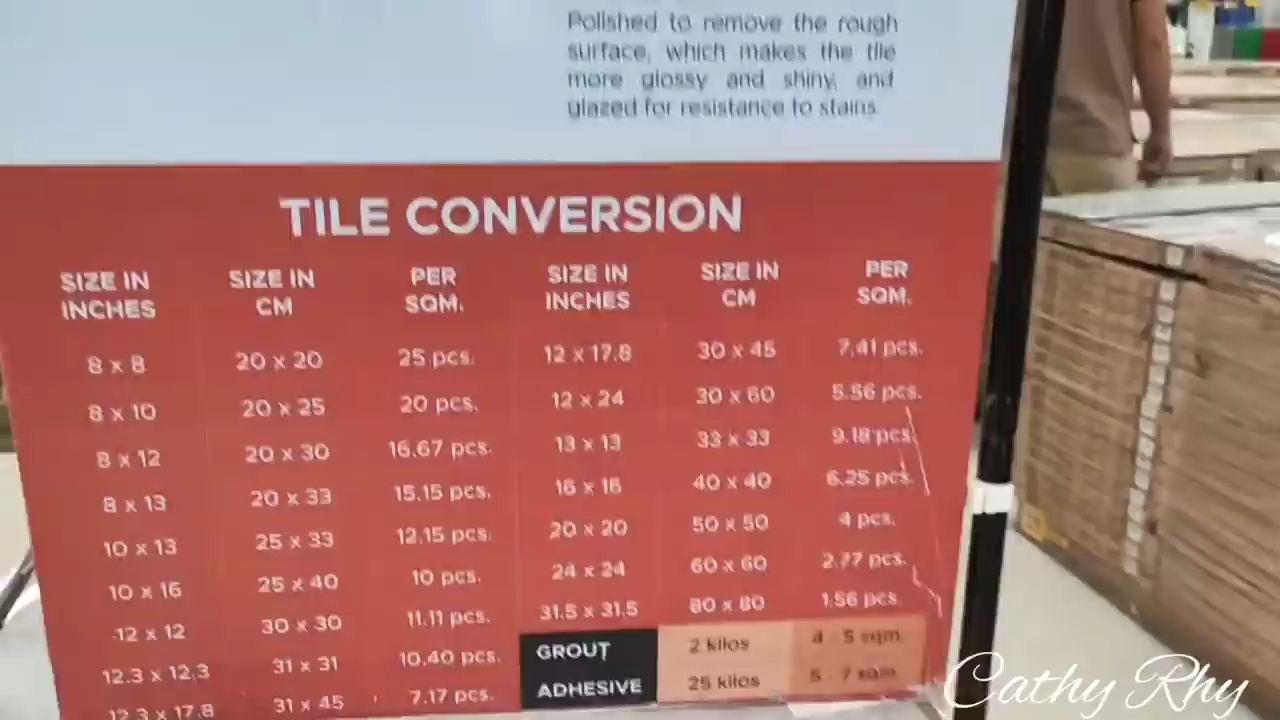 Polished to remove the rough
surface, which makes the tile
more glossy and shiny, and
glazed for resistance to stains.
TILE CONVERSION
SIZE IN INCHES SIZE IN CM PER SQM. SIZE IN INCHES SIZE IN CM PER SQM.
8 x 8 20 x 20 25 pcs. 12 x 17.8 30 x 45 7.41 pcs.
8 x 10 20 x 25 20 pcs. 12 x 24 30 x 60 5.56 pcs.
8 x 12 20 x 30 16.67 pcs. 13 x 13 33 x 33 9.18 pcs.
8 x 13 20 x 33 15.15 pcs. 16 x 16 40 x 40 6.25 pcs.
10 x 13 25 x 33 12.15 pcs. 20 x 20 50 x 50 4 pcs.
10 x 16 25 x 40 10 pcs. 24 x 24 60 x 60 2.77 pcs.
12 x 12 30 x 30 11.11 pcs. 31.5 x 31.5 80 x 80 1.56 pcs.
12.3 x 12.3 31 x 31 10.40 pcs. GROUT 2 kilos 4 - 5 sqm.
12.3 x 17.8 31 x 45 7.17 pcs. ADHESIVE 25 kilos 5 - 7 sqm.
Cathy Rhy